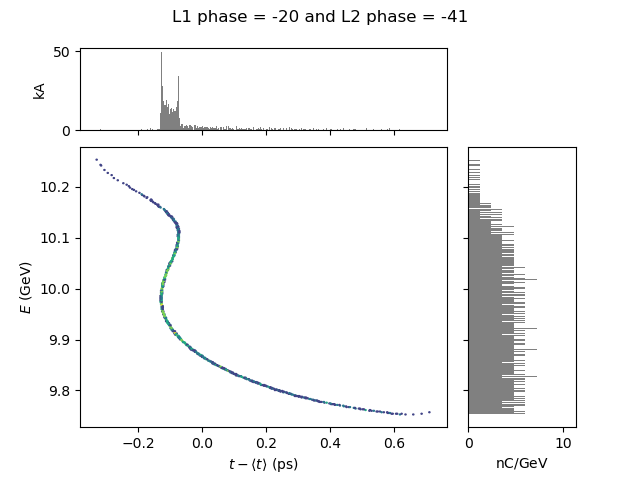 L1 phase = -20 and L2 phase = -41
50
kA
0
10.2
10.1
10.0
9.9
9.8
E (GeV)
−0.2 0.0 0.2 0.4 0.6
t − ⟨t⟩ (ps)
0 10
nC/GeV